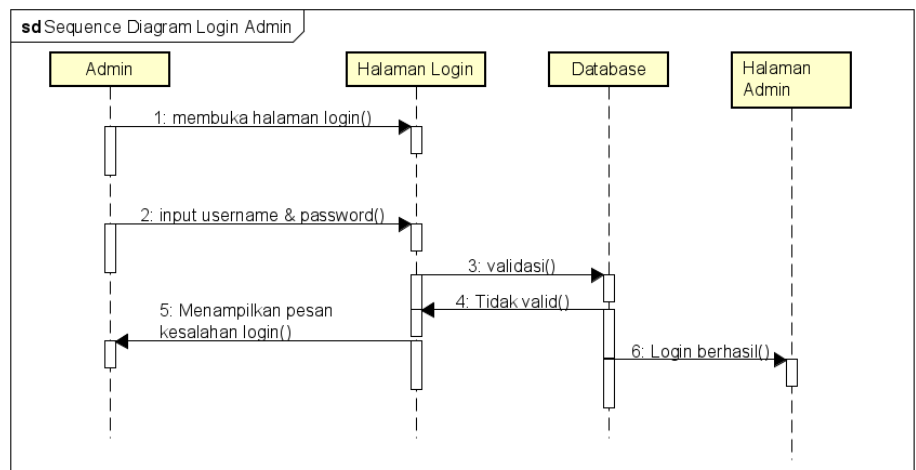 sd Sequence Diagram Login Admin
Admin
Halaman Login
Database
Halaman
Admin
1: membuka halaman login()
2: input username & password()
3: validasi()
4: Tidak valid()
5: Menampilkan pesan
kesalahan login()
6: Login berhasil()